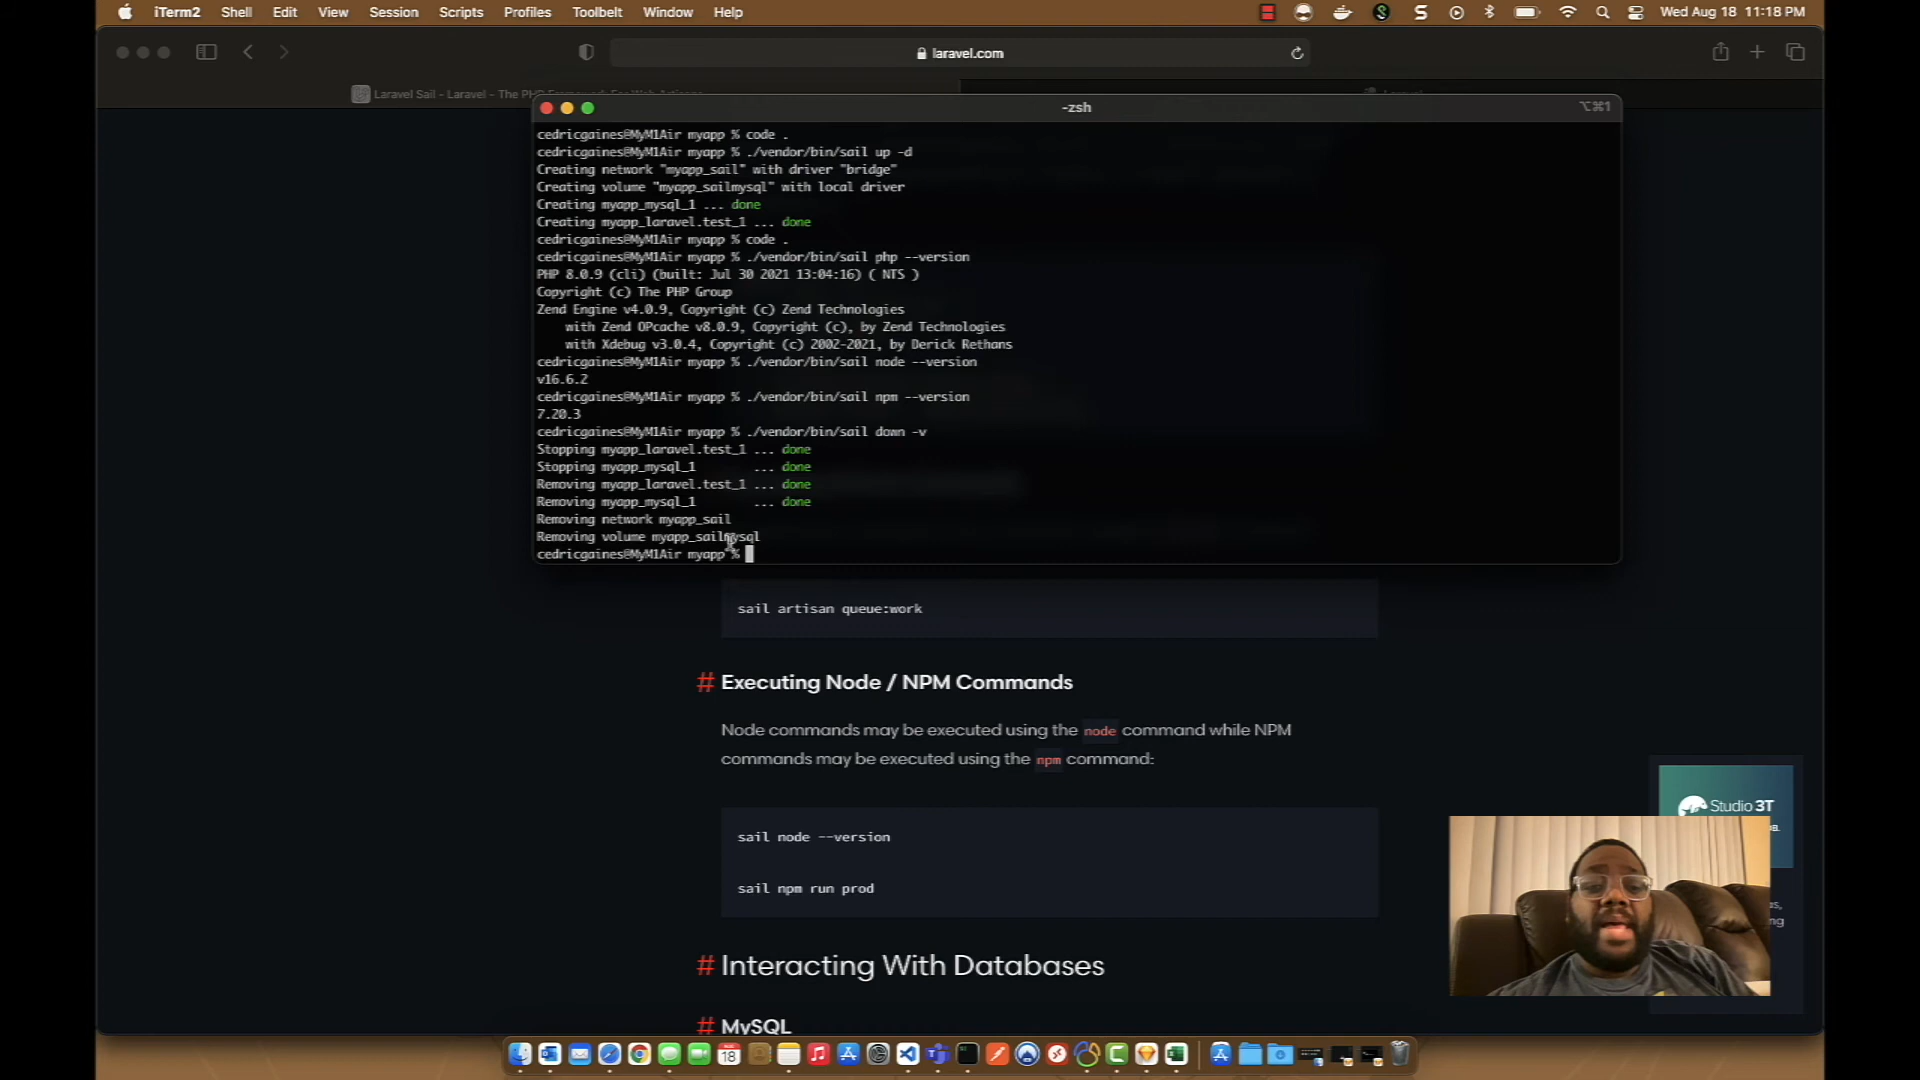 iTerm2 Shell Edit View Session Scripts Profiles Toolbelt Window Help Wed Aug 18 11:18 PM
laravel.com
Laravel Sail - Laravel - The PHP Framework For Web Artisans
Laravel
-zsh
⌥⌘1
cedricgaines@MyM1Air myapp % code .
cedricgaines@MyM1Air myapp % ./vendor/bin/sail up -d
Creating network "myapp_sail" with driver "bridge"
Creating volume "myapp_sailmysql" with local driver
Creating myapp_mysql_1 ... done
Creating myapp_laravel.test_1 ... done
cedricgaines@MyM1Air myapp % code .
cedricgaines@MyM1Air myapp % ./vendor/bin/sail php --version
PHP 8.0.9 (cli) (built: Jul 30 2021 13:04:16) ( NTS )
Copyright (c) The PHP Group
Zend Engine v4.0.9, Copyright (c) Zend Technologies
with Zend OPcache v8.0.9, Copyright (c), by Zend Technologies
with Xdebug v3.0.4, Copyright (c) 2002-2021, by Derick Rethans
cedricgaines@MyM1Air myapp % ./vendor/bin/sail node --version
v16.6.2
cedricgaines@MyM1Air myapp % ./vendor/bin/sail npm --version
7.20.3
cedricgaines@MyM1Air myapp % ./vendor/bin/sail down -v
Stopping myapp_laravel.test_1 ... done
Stopping myapp_mysql_1 ... done
Removing myapp_laravel.test_1 ... done
Removing myapp_mysql_1 ... done
Removing network myapp_sail
Removing volume myapp_sailmysql
cedricgaines@MyM1Air myapp %
sail artisan queue:work
# Executing Node / NPM Commands
Node commands may be executed using the node command while NPM
commands may be executed using the npm command:
sail node --version
sail npm run prod
# Interacting With Databases
# MySQL
Studio 3T
DB.
as,
ng
18